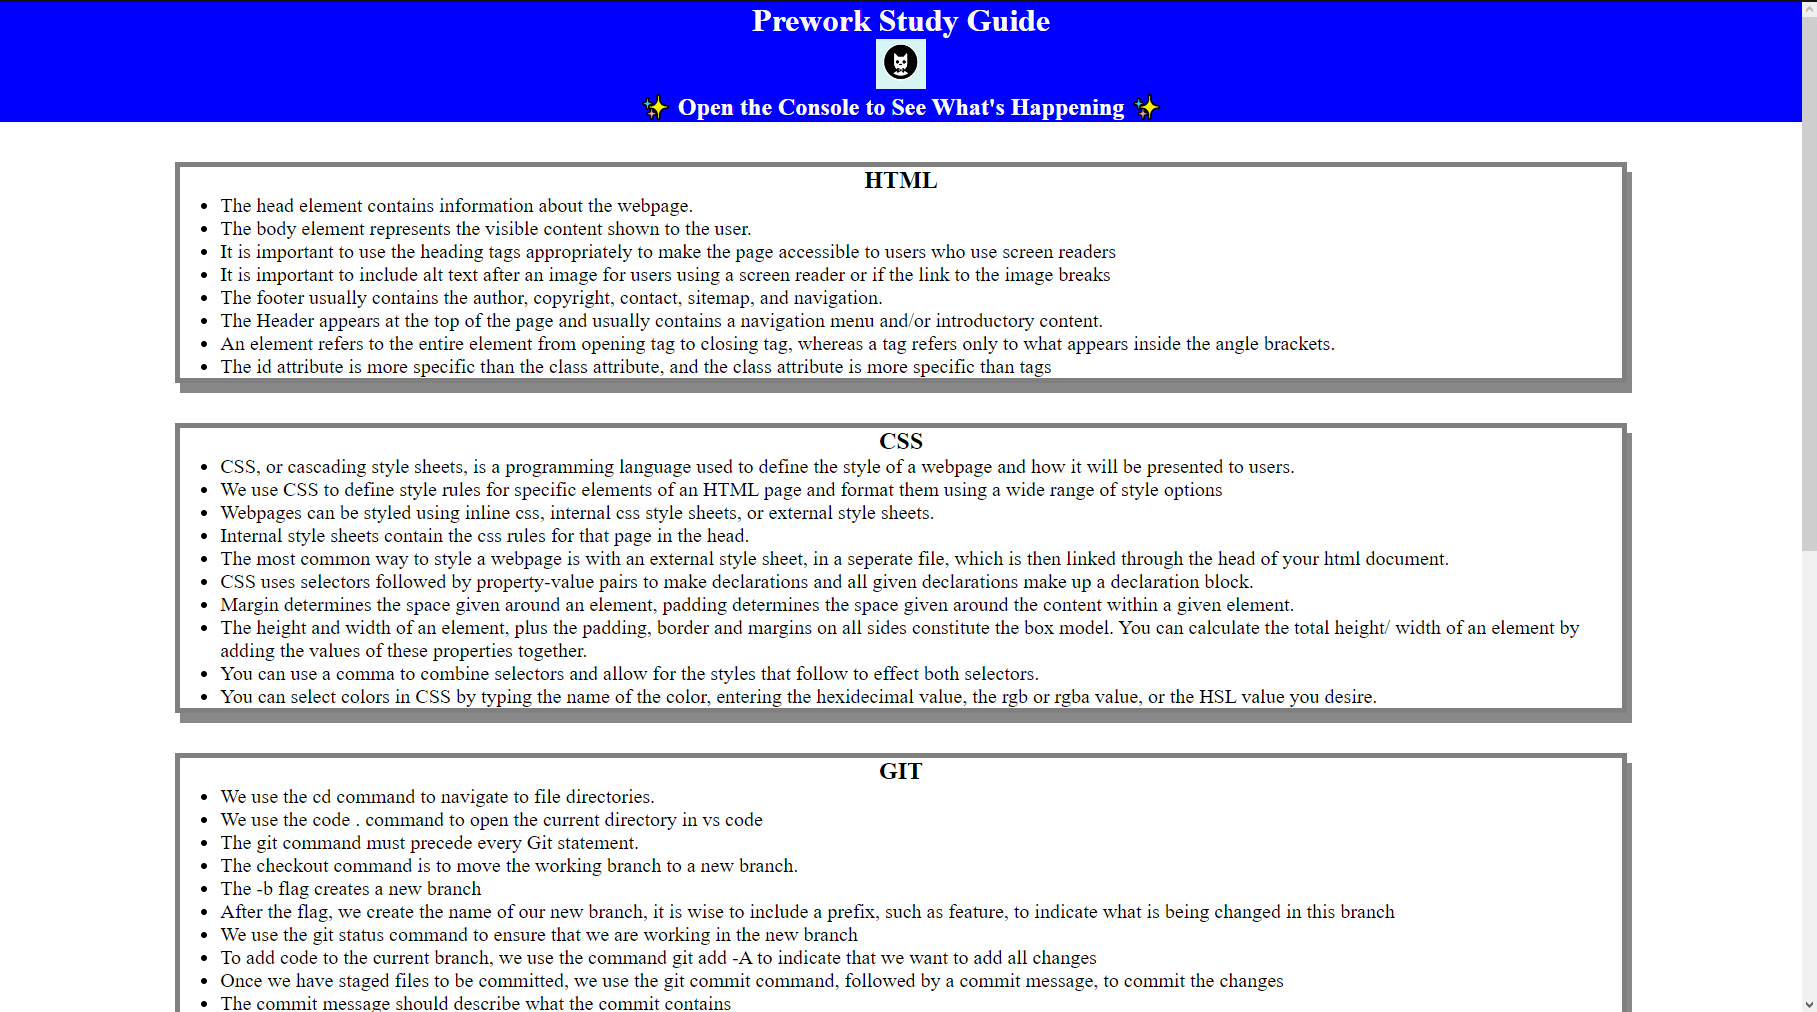 Prework Study Guide
✨ Open the Console to See What's Happening ✨
HTML
• The head element contains information about the webpage.
• The body element represents the visible content shown to the user.
• It is important to use the heading tags appropriately to make the page accessible to users who use screen readers
• It is important to include alt text after an image for users using a screen reader or if the link to the image breaks
• The footer usually contains the author, copyright, contact, sitemap, and navigation.
• The Header appears at the top of the page and usually contains a navigation menu and/or introductory content.
• An element refers to the entire element from opening tag to closing tag, whereas a tag refers only to what appears inside the angle brackets.
• The id attribute is more specific than the class attribute, and the class attribute is more specific than tags
CSS
• CSS, or cascading style sheets, is a programming language used to define the style of a webpage and how it will be presented to users.
• We use CSS to define style rules for specific elements of an HTML page and format them using a wide range of style options
• Webpages can be styled using inline css, internal css style sheets, or external style sheets.
• Internal style sheets contain the css rules for that page in the head.
• The most common way to style a webpage is with an external style sheet, in a seperate file, which is then linked through the head of your html document.
• CSS uses selectors followed by property-value pairs to make declarations and all given declarations make up a declaration block.
• Margin determines the space given around an element, padding determines the space given around the content within a given element.
• The height and width of an element, plus the padding, border and margins on all sides constitute the box model. You can calculate the total height/ width of an element by
adding the values of these properties together.
• You can use a comma to combine selectors and allow for the styles that follow to effect both selectors.
• You can select colors in CSS by typing the name of the color, entering the hexidecimal value, the rgb or rgba value, or the HSL value you desire.
GIT
• We use the cd command to navigate to file directories.
• We use the code . command to open the current directory in vs code
• The git command must precede every Git statement.
• The checkout command is to move the working branch to a new branch.
• The -b flag creates a new branch
• After the flag, we create the name of our new branch, it is wise to include a prefix, such as feature, to indicate what is being changed in this branch
• We use the git status command to ensure that we are working in the new branch
• To add code to the current branch, we use the command git add -A to indicate that we want to add all changes
• Once we have staged files to be committed, we use the git commit command, followed by a commit message, to commit the changes
• The commit message should describe what the commit contains